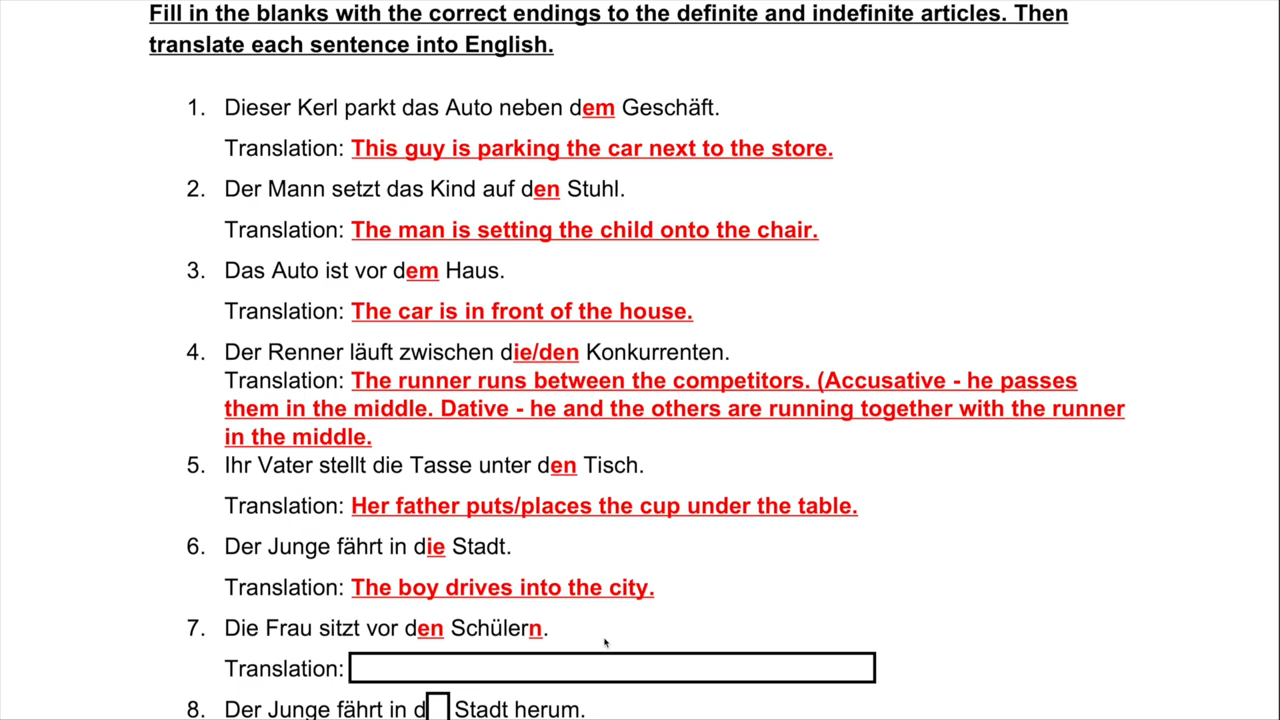 Fill in the blanks with the correct endings to the definite and indefinite articles. Then
translate each sentence into English.
1. Dieser Kerl parkt das Auto neben dem Geschäft.
Translation: This guy is parking the car next to the store.
2. Der Mann setzt das Kind auf den Stuhl.
Translation: The man is setting the child onto the chair.
3. Das Auto ist vor dem Haus.
Translation: The car is in front of the house.
4. Der Renner läuft zwischen die/den Konkurrenten.
Translation: The runner runs between the competitors. (Accusative - he passes
them in the middle. Dative - he and the others are running together with the runner
in the middle.
5. Ihr Vater stellt die Tasse unter den Tisch.
Translation: Her father puts/places the cup under the table.
6. Der Junge fährt in die Stadt.
Translation: The boy drives into the city.
7. Die Frau sitzt vor den Schülern.
Translation:
8. Der Junge fährt in d Stadt herum.